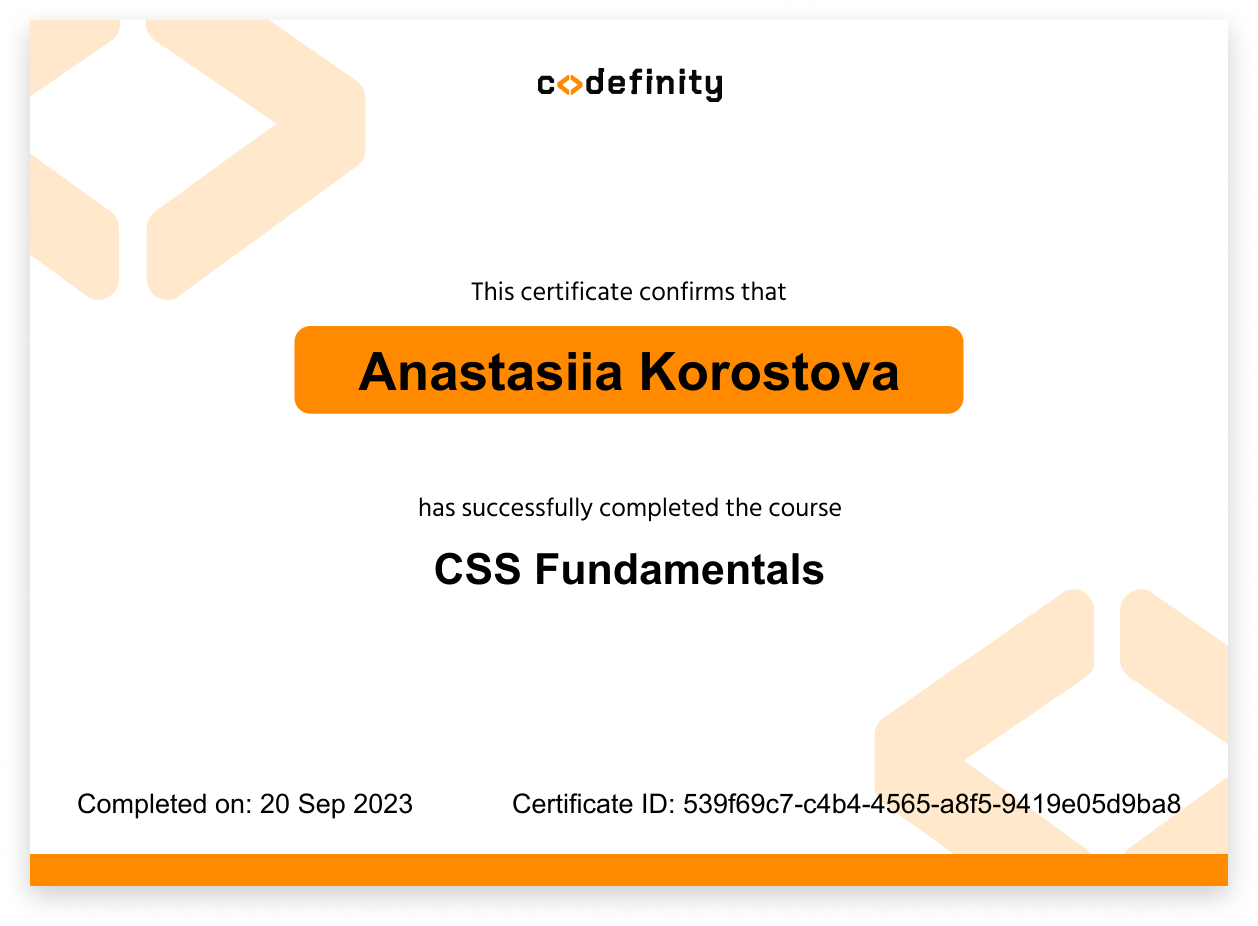 codefinity
This certificate confirms that
Anastasiia Korostova
has successfully completed the course
CSS Fundamentals
Completed on: 20 Sep 2023
Certificate ID: 539f69c7-c4b4-4565-a8f5-9419e05d9ba8